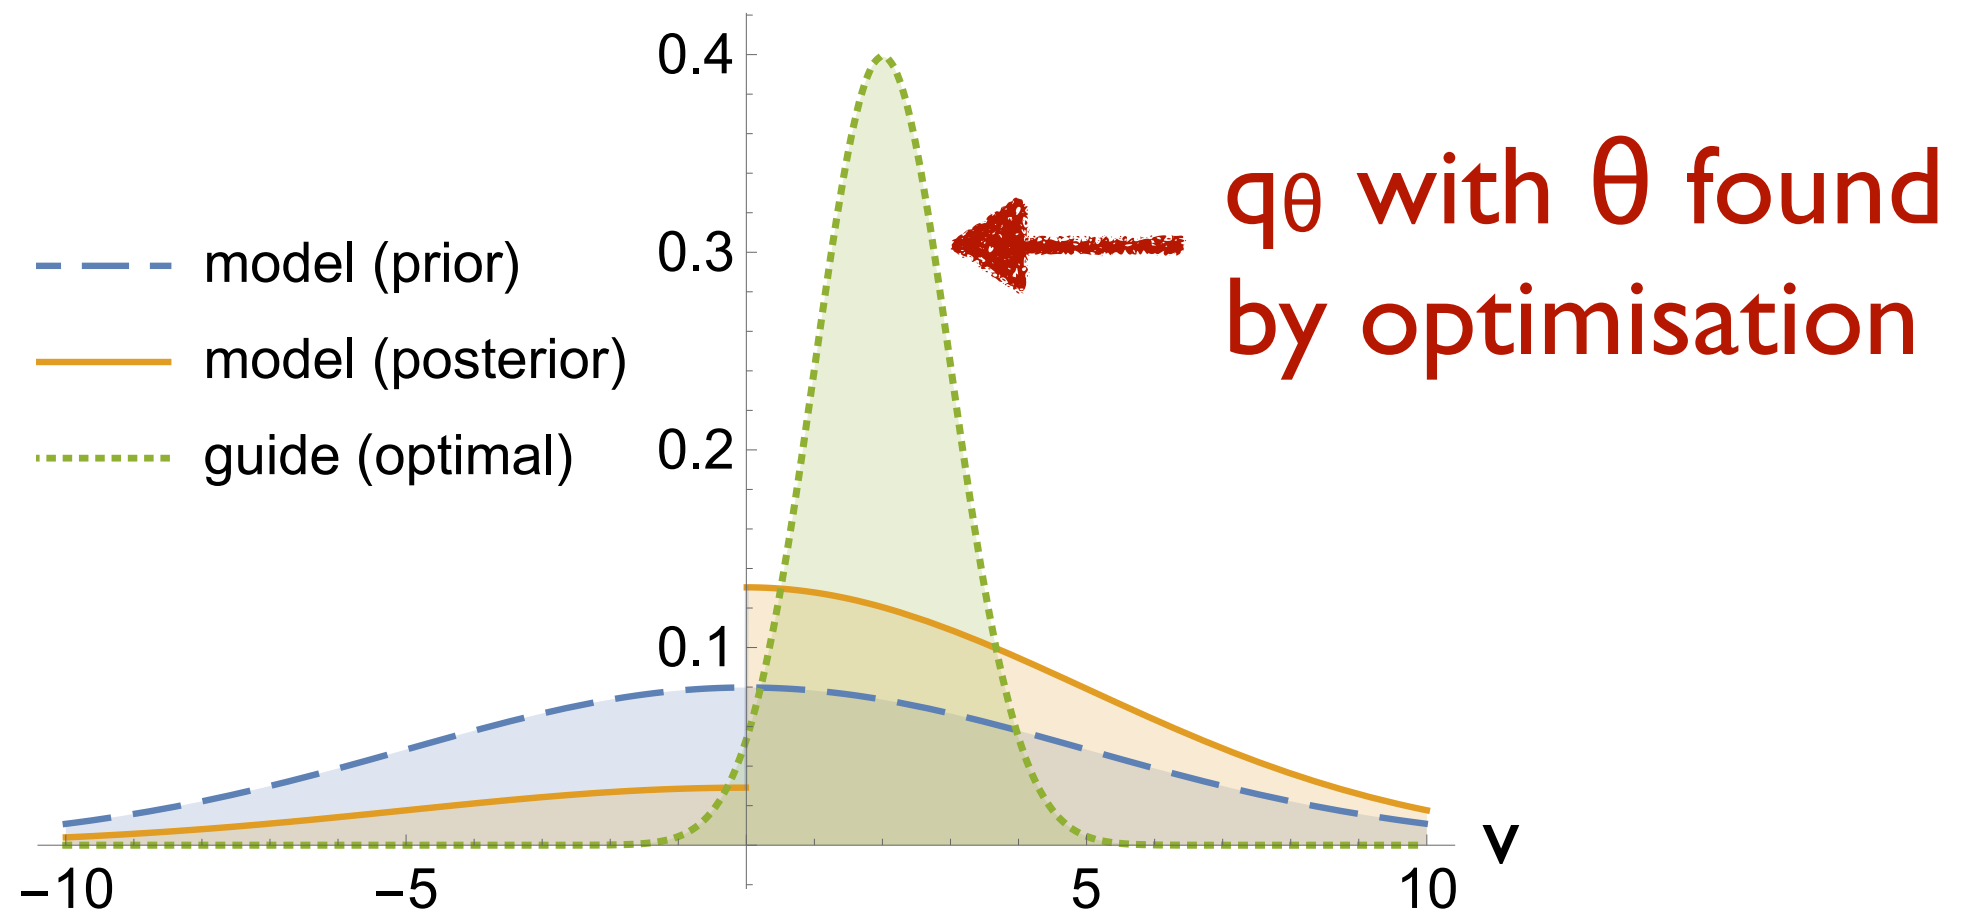 0.4
0.3
0.2
0.1
model (prior)
model (posterior)
guide (optimal)
qθ with θ found
by optimisation
−10
−5
5
10
v